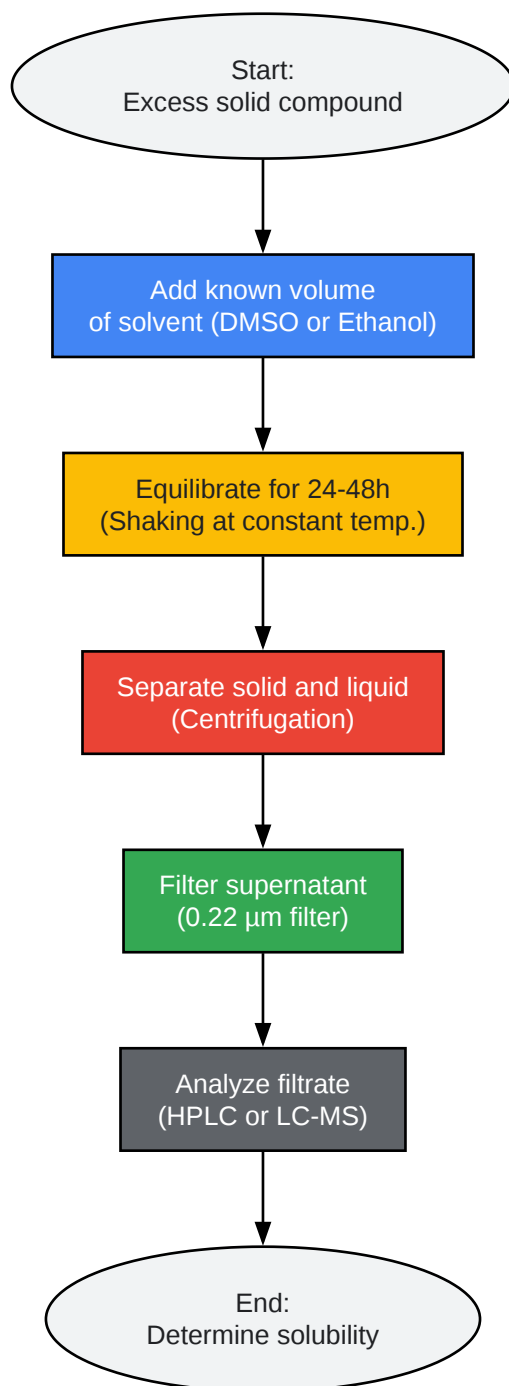 Start:
Excess solid compound
Add known volume
of solvent (DMSO or Ethanol)
Equilibrate for 24-48h
(Shaking at constant temp.)
Separate solid and liquid
(Centrifugation)
Filter supernatant
(0.22 µm filter)
Analyze filtrate
(HPLC or LC-MS)
End:
Determine solubility